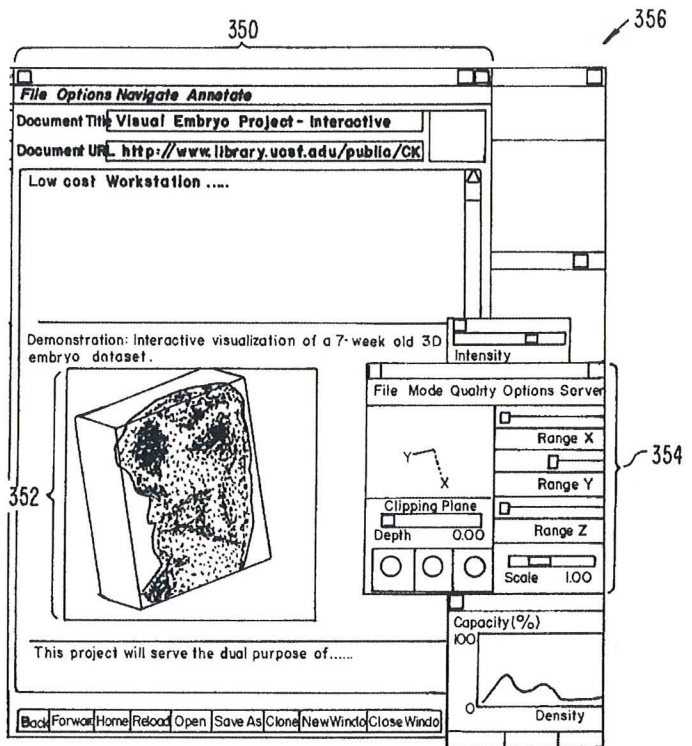 350
356
File Options Navigate Annotate
Document Title Visual Embryo Project - Interactive
Document URL http://www.library.ucsf.edu/public/CK
Low cost Workstation .....
Demonstration: Interactive visualization of a 7-week old 3D
embryo dataset.
Intensity
File Mode Quality Options Server
Range X
Y
X
Range Y
354
352
Clipping Plane
Depth 0.00
Range Z
Scale 1.00
Capacity (%)
100
This project will serve the dual purpose of......
0
Density
Back Forwar Home Reload Open Save As Clone New Windo Close Windo